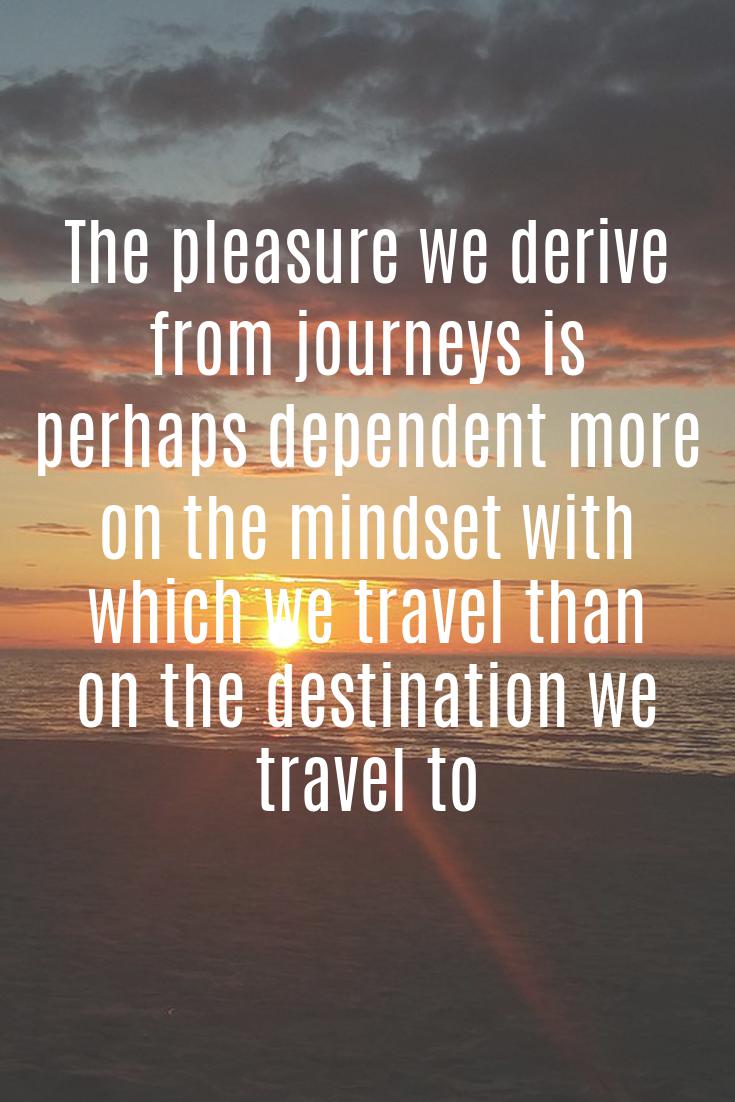 The pleasure we derive
from journeys is
perhaps dependent more
on the mindset with
which we travel than
on the destination we
travel to